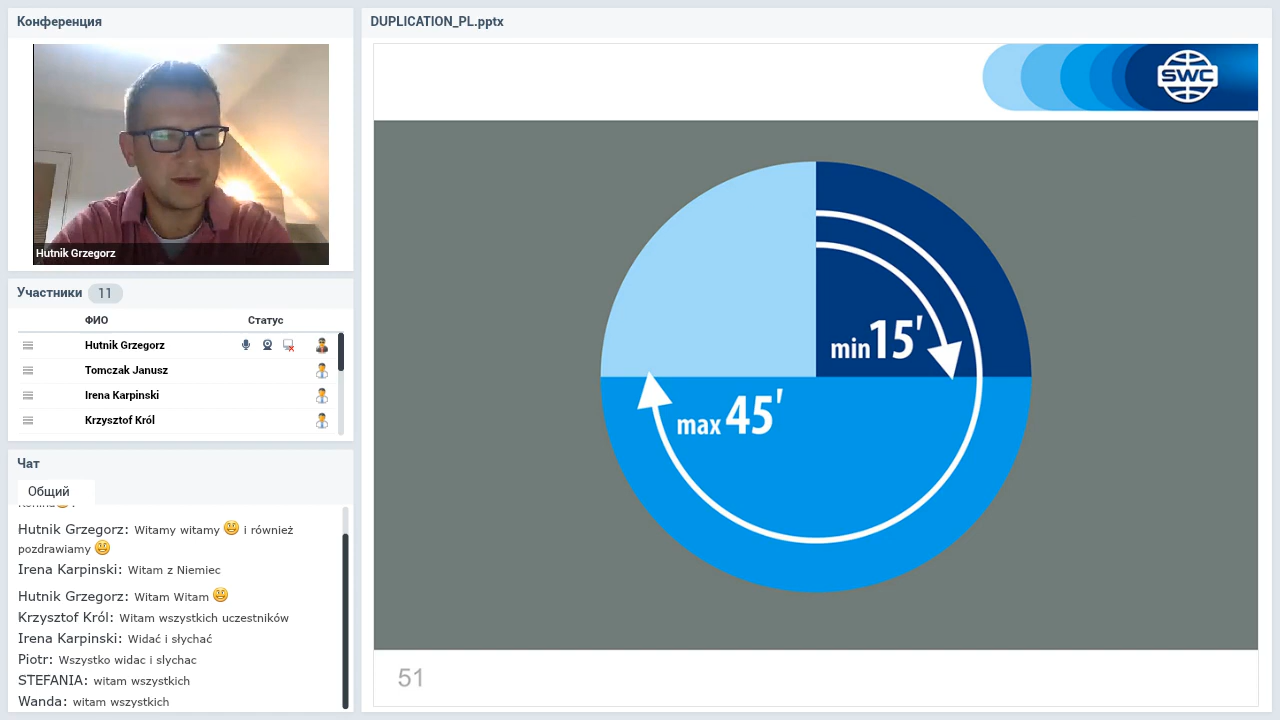 Конференция
Hutnik Grzegorz
Участники 11
ФИО Статус
Hutnik Grzegorz
Tomczak Janusz
Irena Karpinski
Krzysztof Król
Чат
Общий
Hutnik Grzegorz: Witamy witamy i również
pozdrawiamy
Irena Karpinski: Witam z Niemiec
Hutnik Grzegorz: Witam Witam
Krzysztof Król: Witam wszystkich uczestników
Irena Karpinski: Widać i słychać
Piotr: Wszystko widac i slychac
STEFANIA: witam wszystkich
Wanda: witam wszystkich
DUPLICATION_PL.pptx
SWC
min 15'
max 45'
51